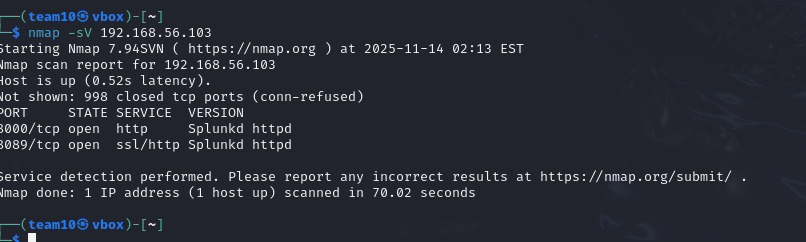 ┌──(team10㉿vbox)-[~]
└─$ nmap -sV 192.168.56.103
Starting Nmap 7.94SVN ( https://nmap.org ) at 2025-11-14 02:13 EST
Nmap scan report for 192.168.56.103
Host is up (0.52s latency).
Not shown: 998 closed tcp ports (conn-refused)
PORT     STATE SERVICE  VERSION
8000/tcp open  http     Splunkd httpd
8089/tcp open  ssl/http Splunkd httpd

Service detection performed. Please report any incorrect results at https://nmap.org/submit/ .
Nmap done: 1 IP address (1 host up) scanned in 70.02 seconds

┌──(team10㉿vbox)-[~]
└─$